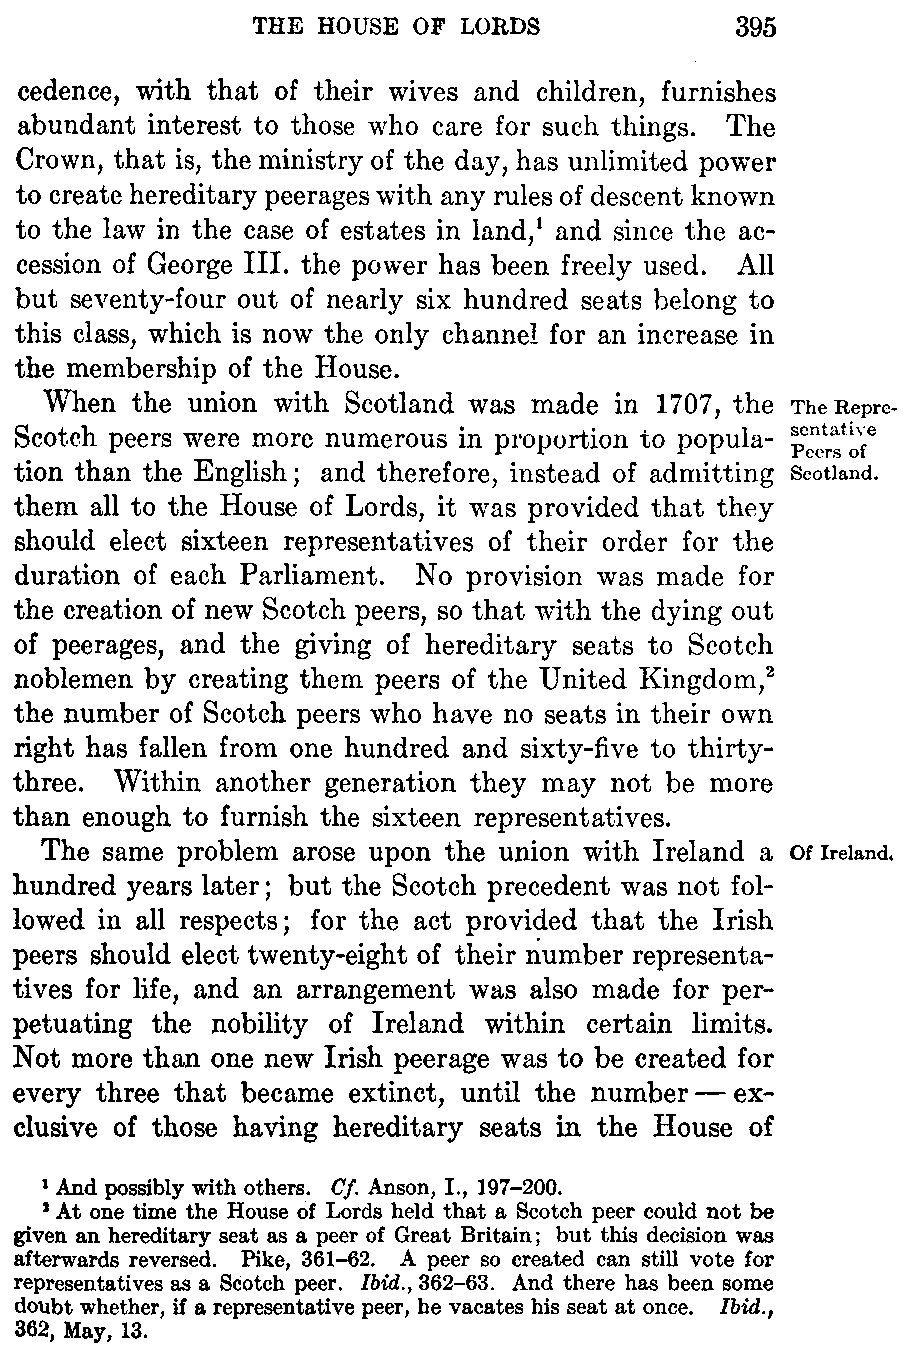 THE HOUSE OF LORDS 395
cedence, with that of their wives and children, furnishes
abundant interest to those who care for such things. The
Crown, that is, the ministry of the day, has unlimited power
to create hereditary peerages with any rules of descent known
to the law in the case of estates in land,¹ and since the ac-
cession of George III. the power has been freely used. All
but seventy-four out of nearly six hundred seats belong to
this class, which is now the only channel for an increase in
the membership of the House.
When the union with Scotland was made in 1707, the
Scotch peers were more numerous in proportion to popula-
tion than the English; and therefore, instead of admitting
them all to the House of Lords, it was provided that they
should elect sixteen representatives of their order for the
duration of each Parliament. No provision was made for
the creation of new Scotch peers, so that with the dying out
of peerages, and the giving of hereditary seats to Scotch
noblemen by creating them peers of the United Kingdom,²
the number of Scotch peers who have no seats in their own
right has fallen from one hundred and sixty-five to thirty-
three. Within another generation they may not be more
than enough to furnish the sixteen representatives.
The Repre-
sentative
Peers of
Scotland.
The same problem arose upon the union with Ireland a
hundred years later; but the Scotch precedent was not fol-
lowed in all respects; for the act provided that the Irish
peers should elect twenty-eight of their number representa-
tives for life, and an arrangement was also made for per-
petuating the nobility of Ireland within certain limits.
Not more than one new Irish peerage was to be created for
every three that became extinct, until the number — ex-
clusive of those having hereditary seats in the House of
Of Ireland.
¹ And possibly with others. Cf. Anson, I., 197–200.
² At one time the House of Lords held that a Scotch peer could not be
given an hereditary seat as a peer of Great Britain; but this decision was
afterwards reversed. Pike, 361–62. A peer so created can still vote for
representatives as a Scotch peer. Ibid., 362–63. And there has been some
doubt whether, if a representative peer, he vacates his seat at once. Ibid.,
362, May, 13.